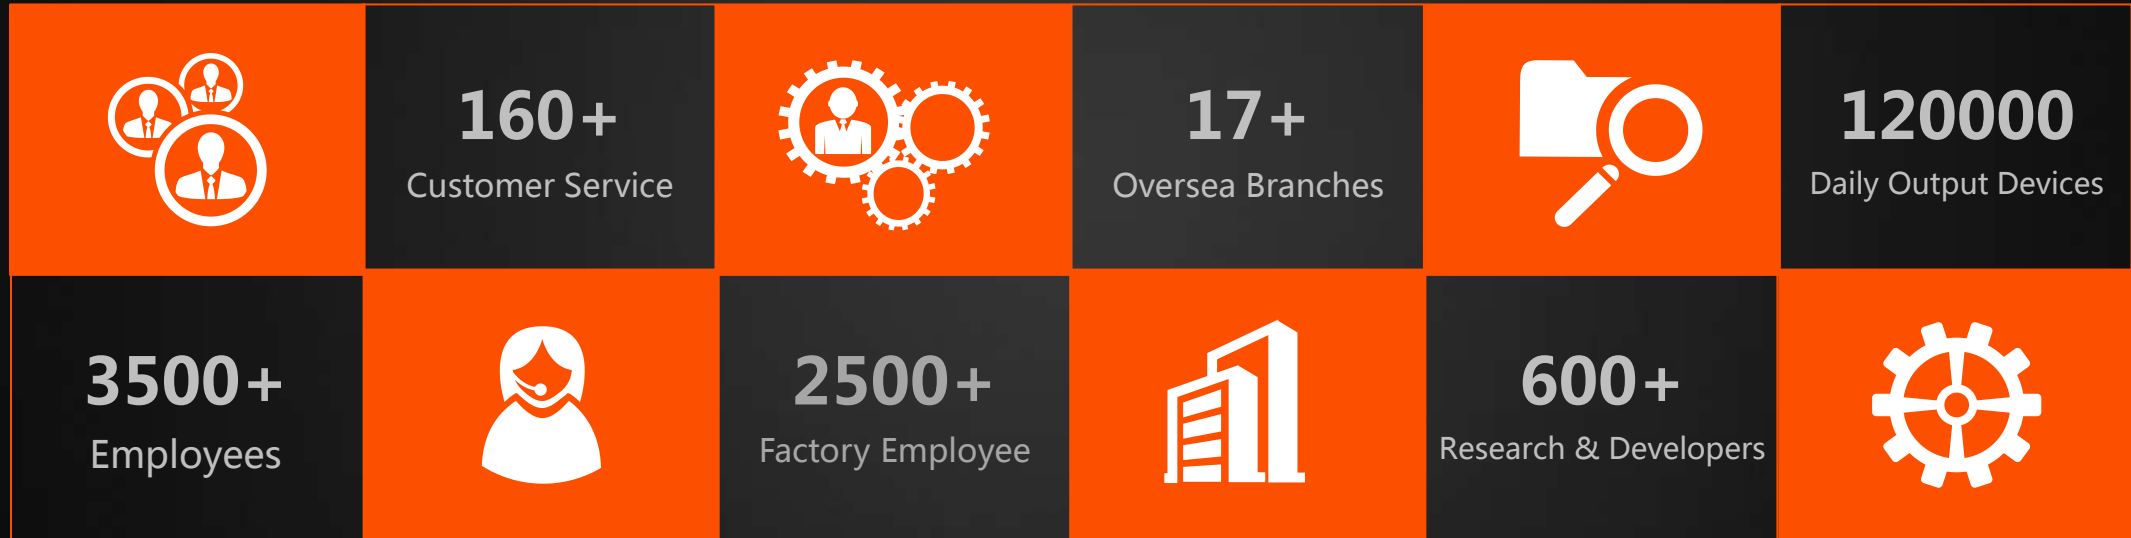 160+
Customer Service
17+
Oversea Branches
120000
Daily Output Devices
3500+
Employees
2500+
Factory Employee
600+
Research & Developers